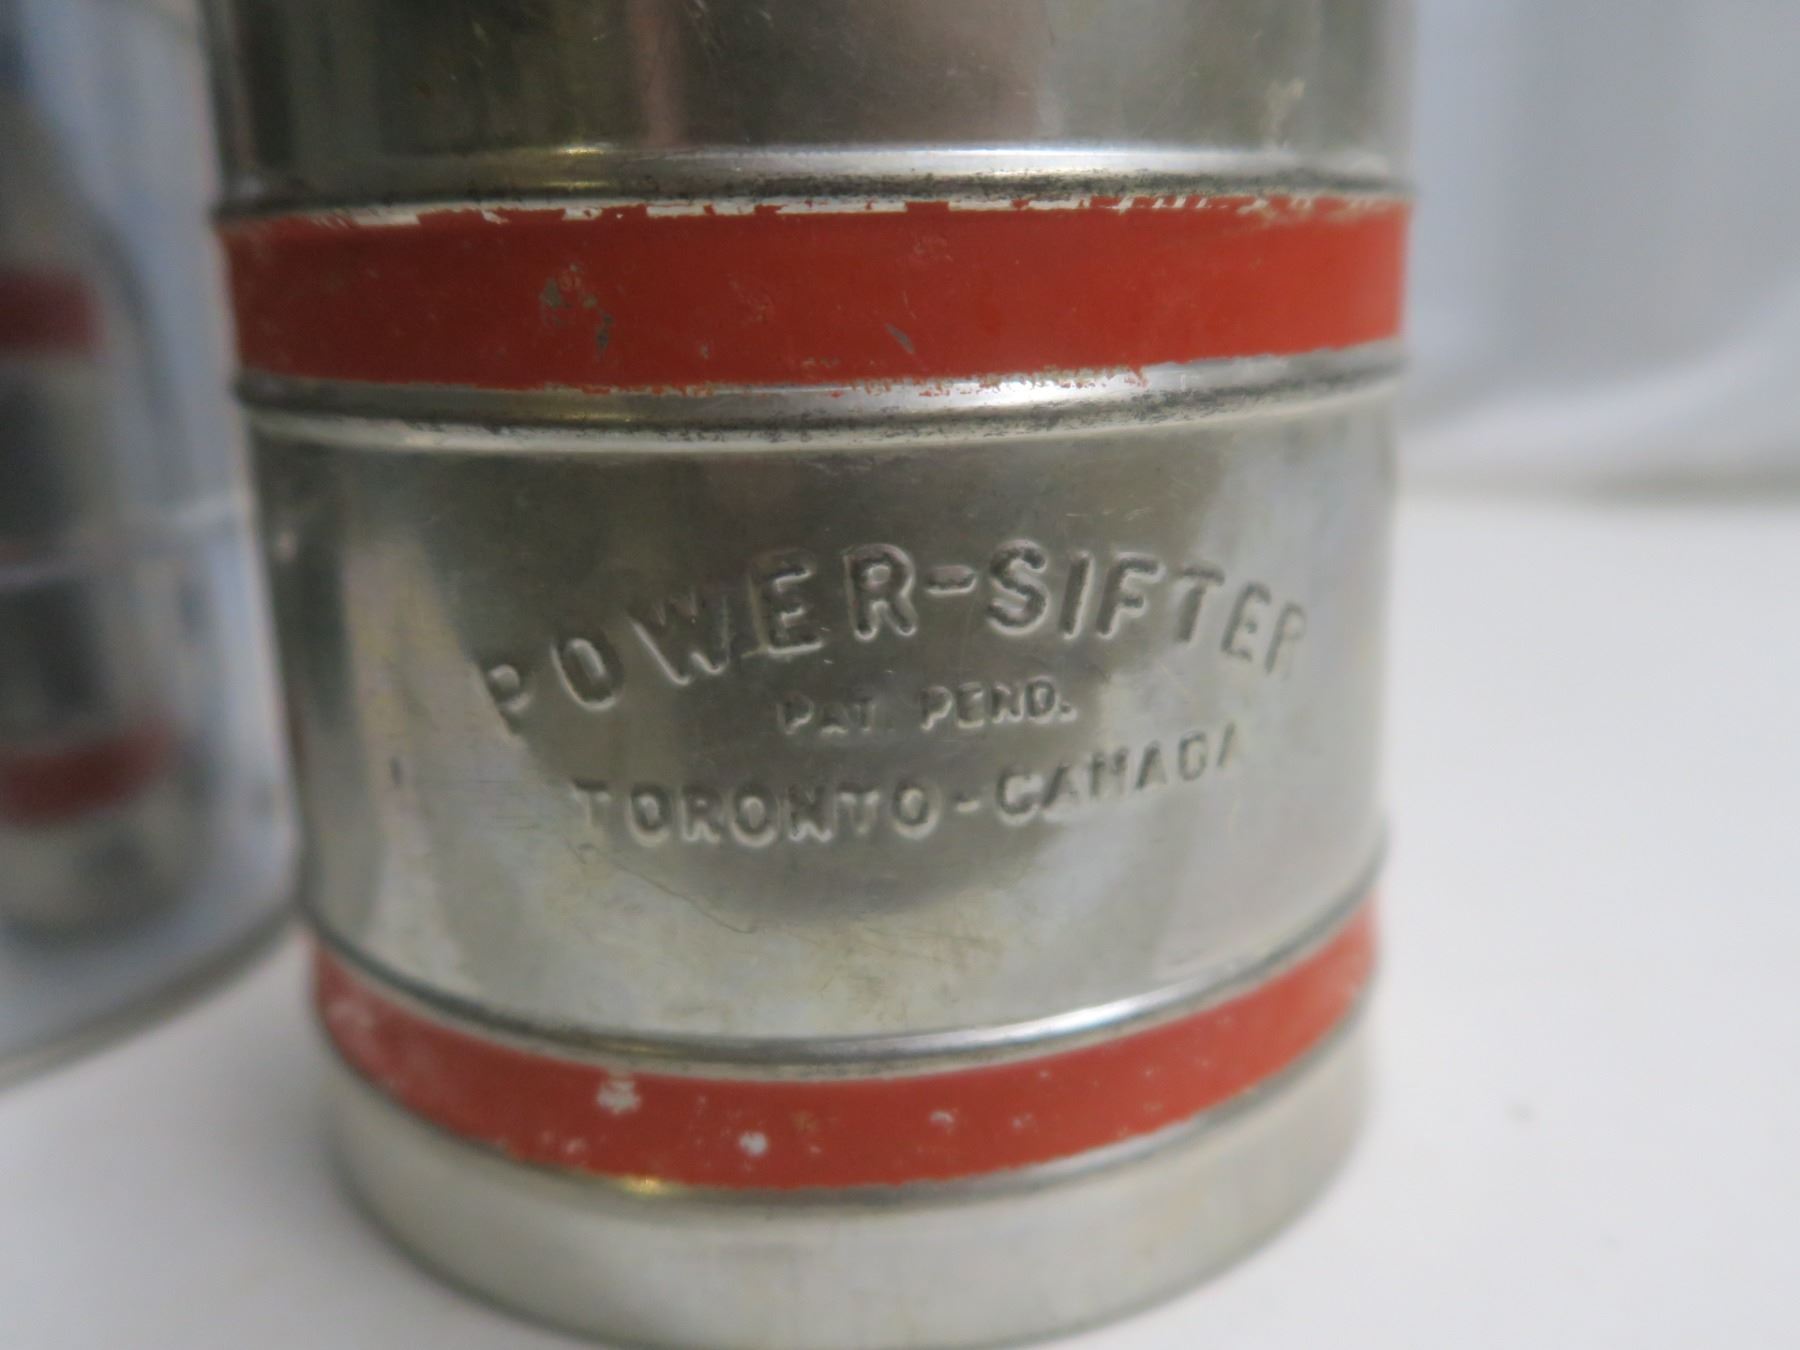 POWER-SIFTER
PAT. PEND.
TORONTO-CANADA